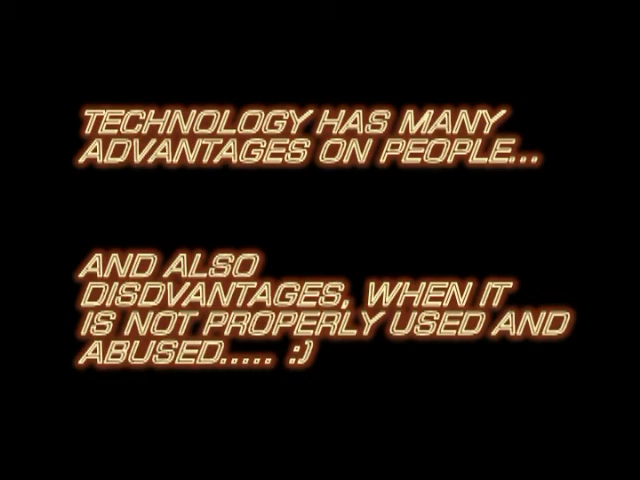 TECHNOLOGY HAS MANY
ADVANTAGES ON PEOPLE...
AND ALSO
DISDVANTAGES, WHEN IT
IS NOT PROPERLY USED AND
ABUSED..... :)